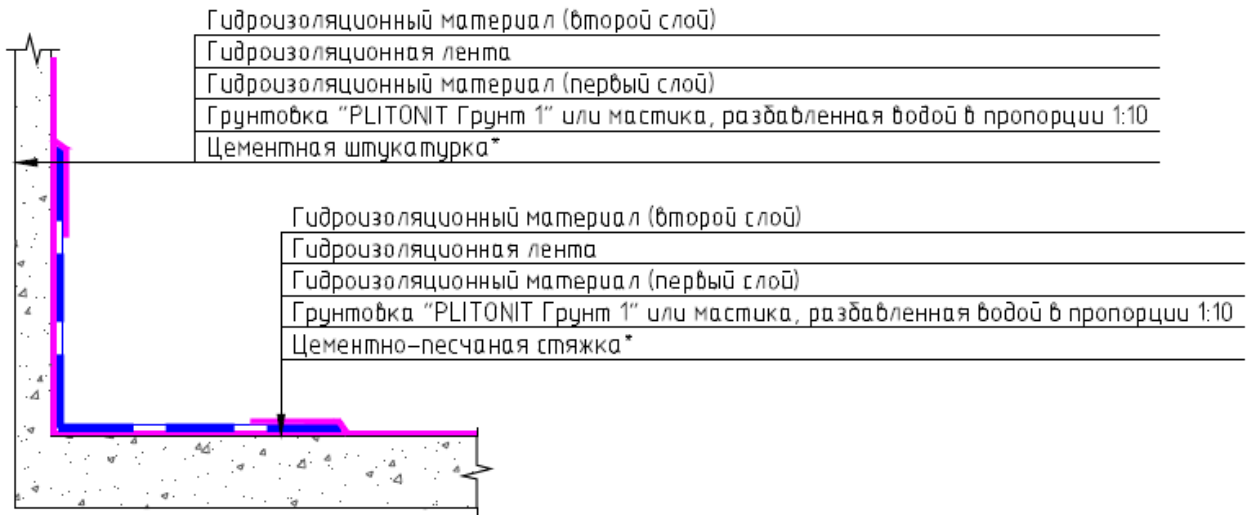 Гидроизоляционный материал (второй слой)
Гидроизоляционная лента
Гидроизоляционный материал (первый слой)
Грунтовка "PLITONIT Грунт 1" или мастика, разбавленная водой в пропорции 1:10
Цементная штукатурка*
Гидроизоляционный материал (второй слой)
Гидроизоляционная лента
Гидроизоляционный материал (первый слой)
Грунтовка "PLITONIT Грунт 1" или мастика, разбавленная водой в пропорции 1:10
Цементно-песчаная стяжка*